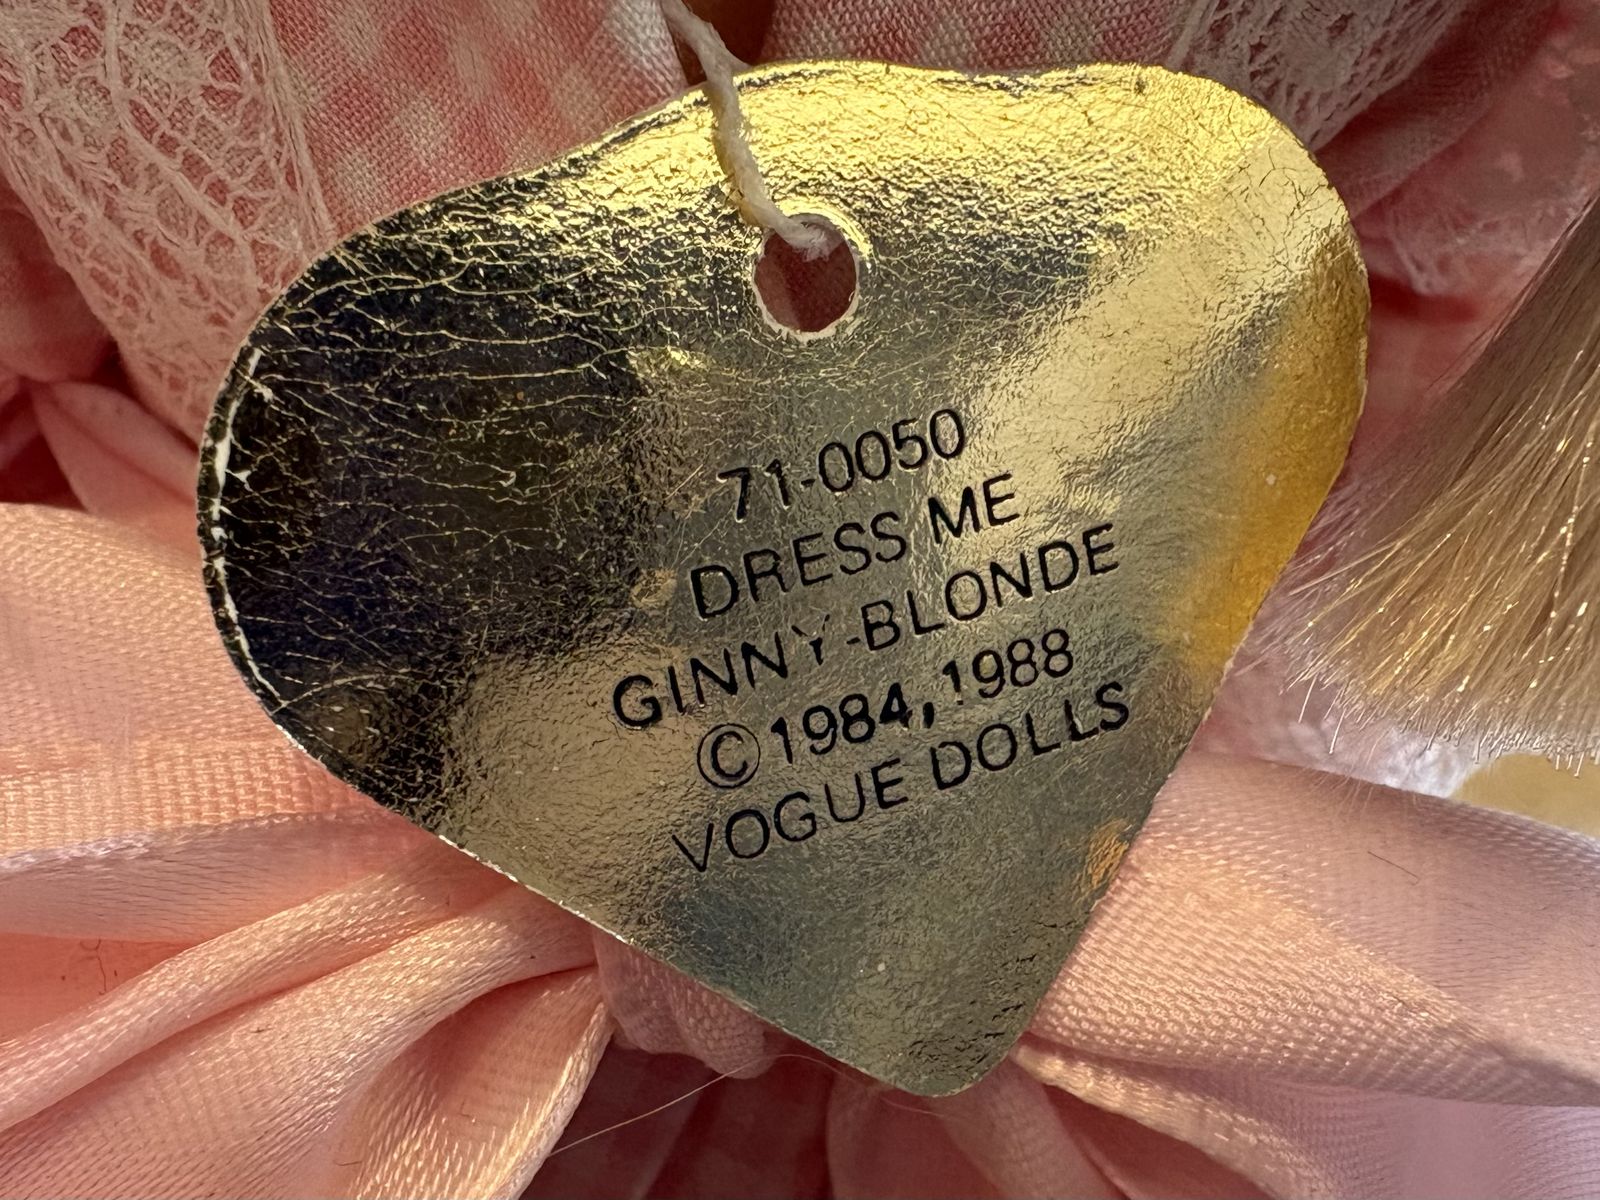 71-0050
DRESS ME
GINNY-BLONDE
©1984, 1988
VOGUE DOLLS